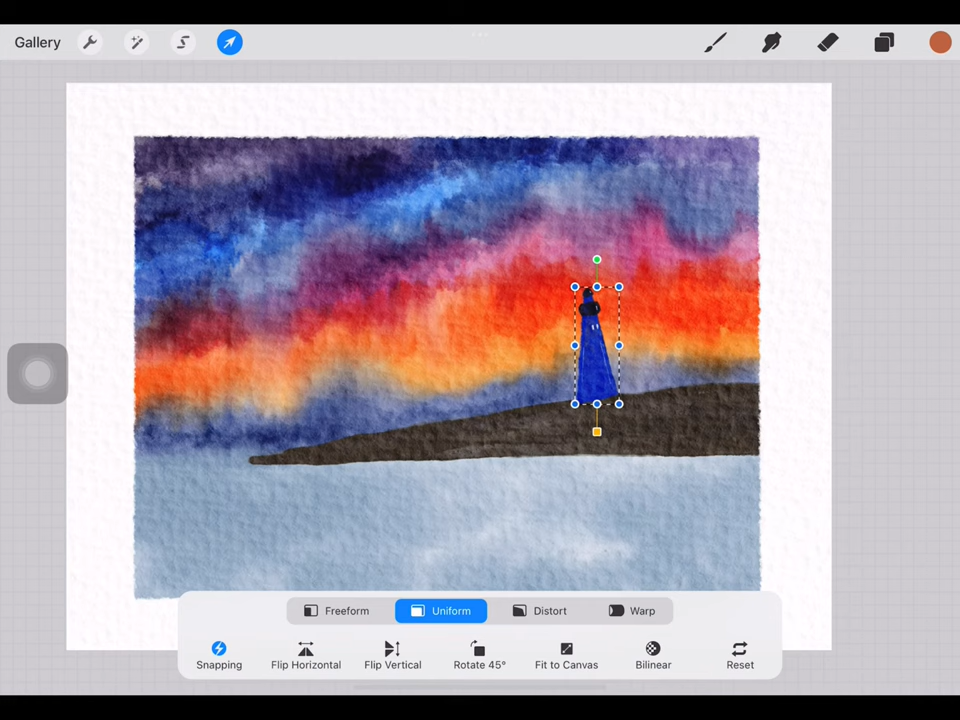 Gallery
Freeform Uniform Distort Warp
Snapping Flip Horizontal Flip Vertical Rotate 45° Fit to Canvas Bilinear Reset